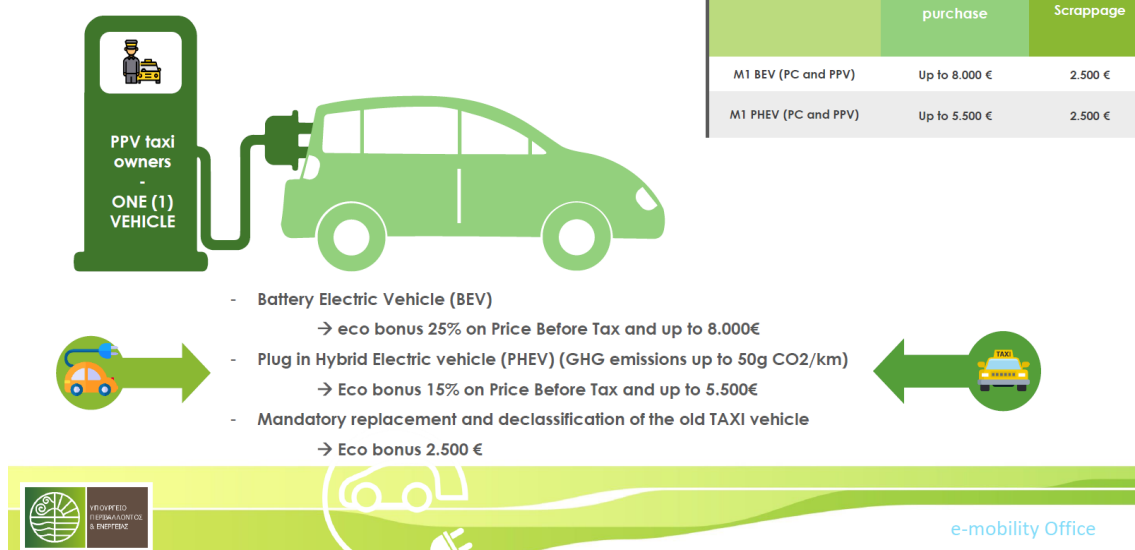 purchase
Scrappage
M1 BEV (PC and PPV)
Up to 8.000 €
2.500 €
M1 PHEV (PC and PPV)
Up to 5.500 €
2.500 €
PPV taxi
owners
-
ONE (1)
VEHICLE
- Battery Electric Vehicle (BEV)
→ eco bonus 25% on Price Before Tax and up to 8.000€
- Plug in Hybrid Electric vehicle (PHEV) (GHG emissions up to 50g CO2/km)
→ Eco bonus 15% on Price Before Tax and up to 5.500€
- Mandatory replacement and declassification of the old TAXI vehicle
→ Eco bonus 2.500 €
TAXI
ΥΠΟΥΡΓΕΙΟ
ΠΕΡΙΒΑΛΛΟΝΤΟΣ
& ΕΝΕΡΓΕΙΑΣ
e-mobility Office